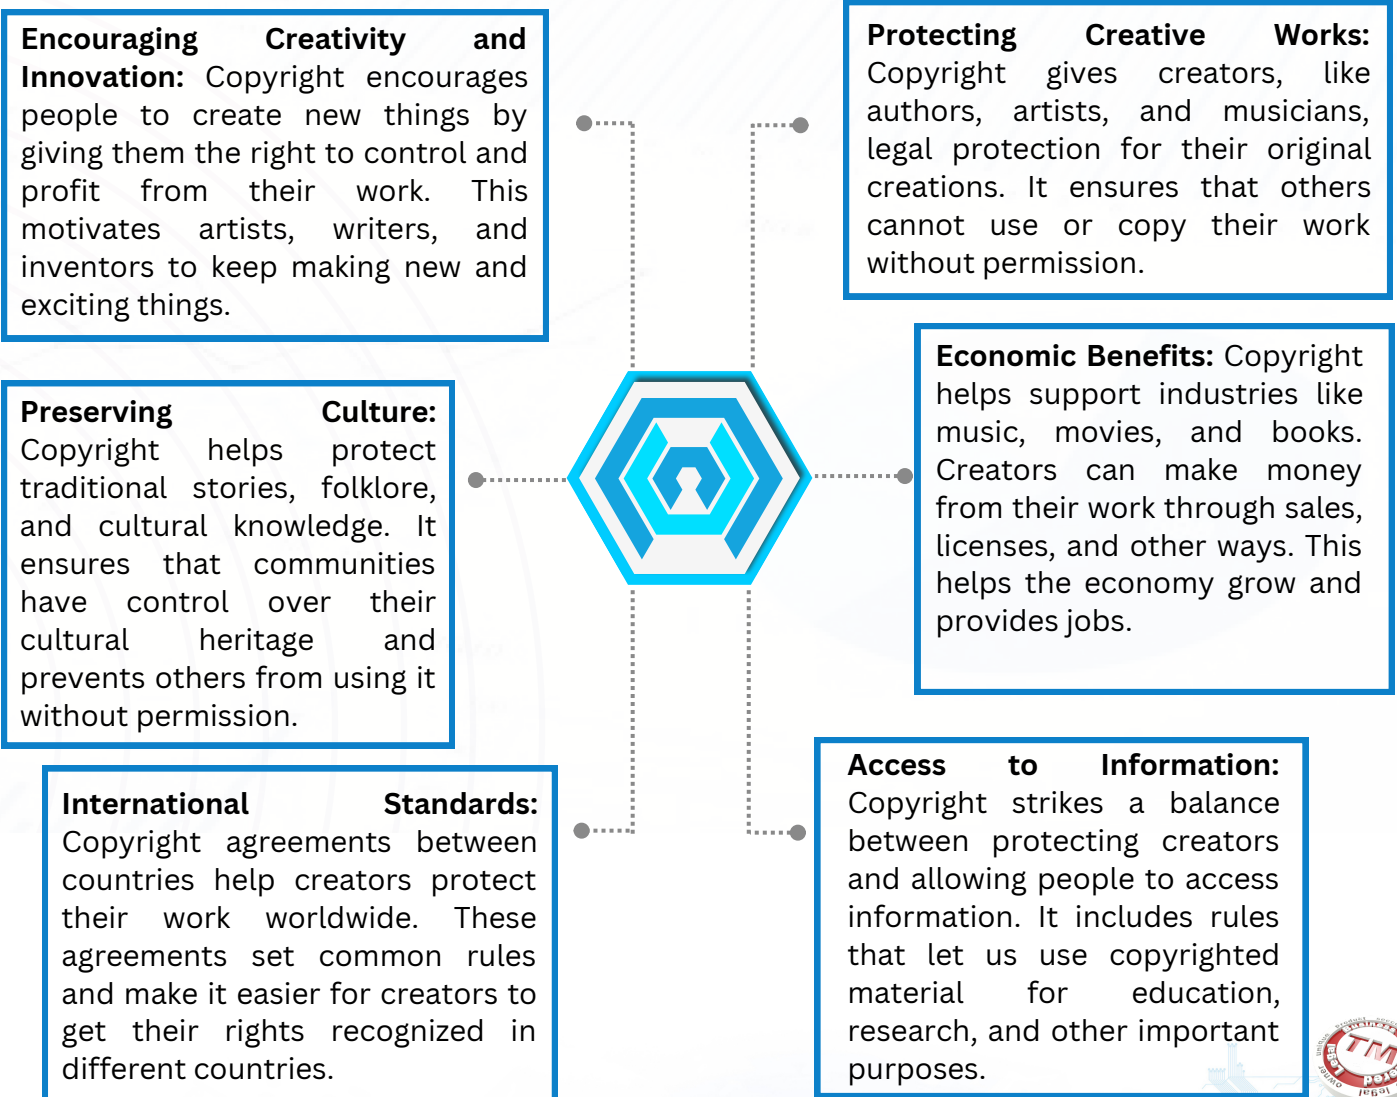 Encouraging Creativity and
Innovation: Copyright encourages
people to create new things by
giving them the right to control and
profit from their work. This
motivates artists, writers, and
inventors to keep making new and
exciting things.
Protecting Creative Works:
Copyright gives creators, like
authors, artists, and musicians,
legal protection for their original
creations. It ensures that others
cannot use or copy their work
without permission.
Preserving Culture:
Copyright helps protect
traditional stories, folklore,
and cultural knowledge. It
ensures that communities
have control over their
cultural heritage and
prevents others from using it
without permission.
Economic Benefits: Copyright
helps support industries like
music, movies, and books.
Creators can make money
from their work through sales,
licenses, and other ways. This
helps the economy grow and
provides jobs.
International Standards:
Copyright agreements between
countries help creators protect
their work worldwide. These
agreements set common rules
and make it easier for creators to
get their rights recognized in
different countries.
Access to Information:
Copyright strikes a balance
between protecting creators
and allowing people to access
information. It includes rules
that let us use copyrighted
material for education,
research, and other important
purposes.
TM
owner
legal